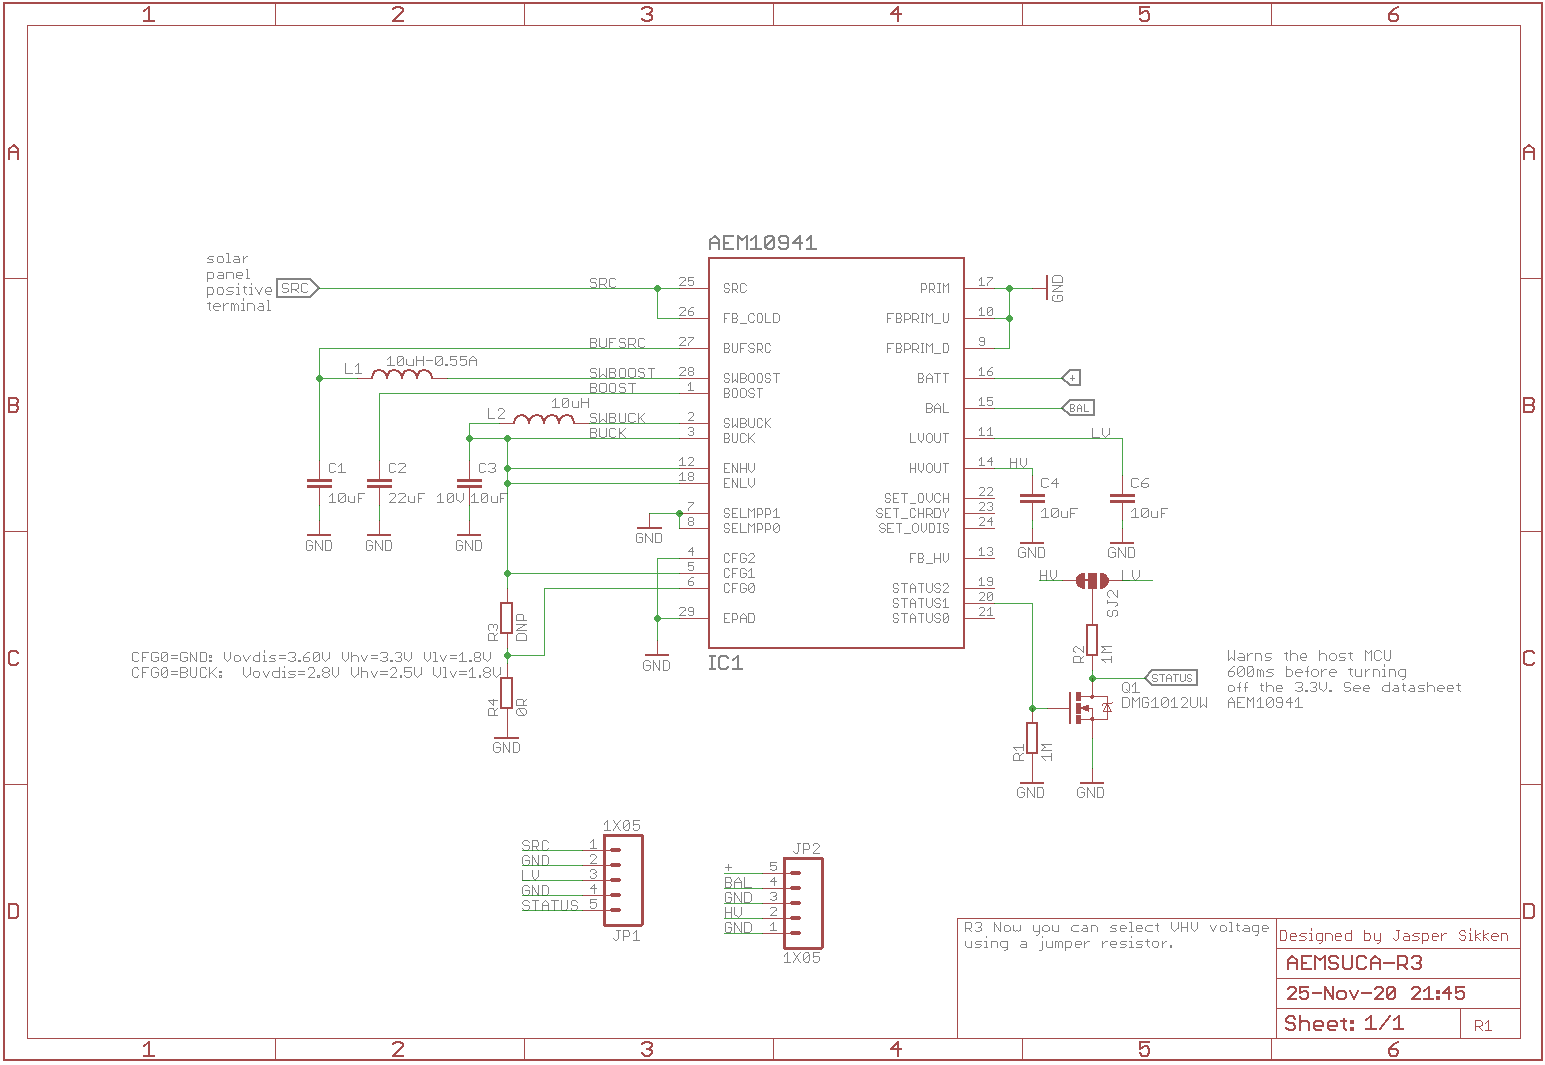 1 2 3 4 5 6
A A
B B
C C
D D
AEM10941
solar
panel
positive
terminal
SRC
SRC 25 SRC
26 FB_COLD
BUFSRC 27 BUFSRC
L1 10uH-0.55A
SWBOOST 28 SWBOOST
BOOST 1 BOOST
L2 10uH
SWBUCK 2 SWBUCK
BUCK 3 BUCK
12 ENHV
18 ENLV
7 SELMPP1
8 SELMPP0
GND
4 CFG2
5 CFG1
6 CFG0
29 EPAD
GND
IC1
C1
10uF
GND
C2
22uF
GND
C3
10V 10uF
GND
R3 DNP
R4 0R
GND
CFG0=GND: Vovdis=3.60V Vhv=3.3V Vlv=1.8V
CFG0=BUCK: Vovdis=2.8V Vhv=2.5V Vlv=1.8V
PRIM 17 GND
FBPRIM_U 10
FBPRIM_D 9
BATT 16 +
BAL 15 BAL
LVOUT 11 LV
HVOUT 14 HV
SET_OVCH 22
SET_CHRDY 23
SET_OVDIS 24
FB_HV 13
STATUS2 19
STATUS1 20
STATUS0 21
C4
10uF
GND
C6
10uF
GND
HV LV
SJ2
R2 1M
STATUS
Q1
DMG1012UW
R1 1M
GND
GND
Warns the host MCU
600ms before turning
off the 3.3V. See datasheet
AEM10941
1X05
SRC 1
GND 2
LV 3
GND 4
STATUS 5
JP1
JP2
+ 5
BAL 4
GND 3
HV 2
GND 1
1X05
R3 Now you can select VHV voltage
using a jumper resistor.
Designed by Jasper Sikken
AEMSUCA-R3
25-Nov-20 21:45
Sheet: 1/1
R1
1 2 3 4 5 6